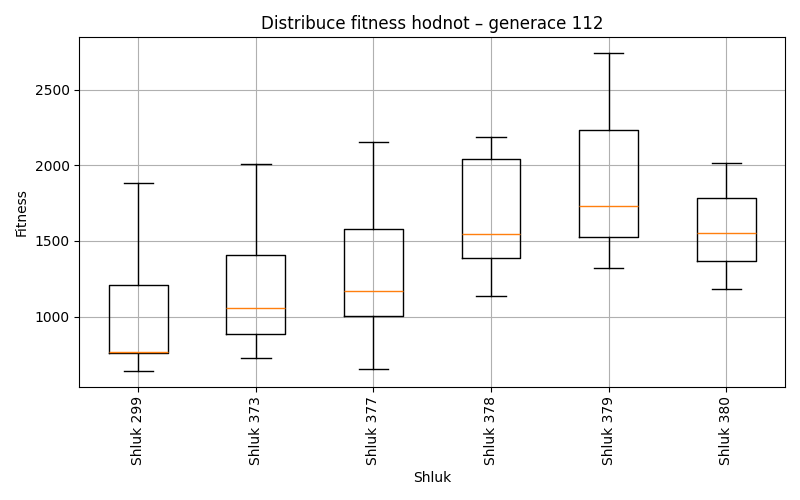 Distribuce fitness hodnot – generace 112
Fitness
2500
2000
1500
1000
Shluk 299
Shluk 373
Shluk 377
Shluk 378
Shluk 379
Shluk 380
Shluk